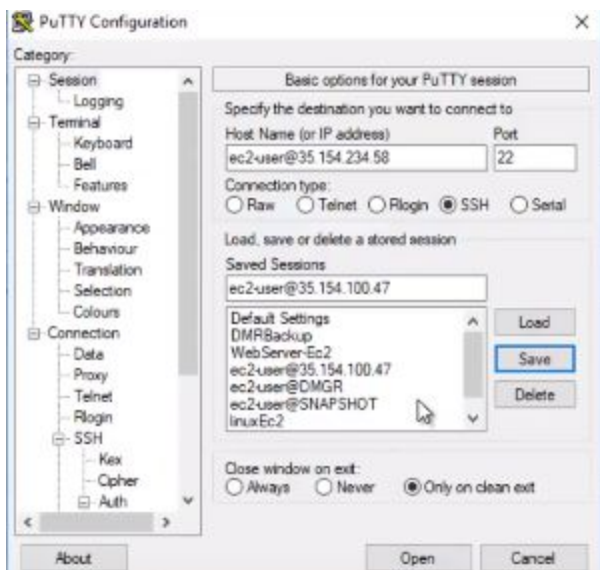 PuTTY Configuration
Category:
Session
Logging
Terminal
Keyboard
Bell
Features
Window
Appearance
Behaviour
Translation
Selection
Colours
Connection
Data
Proxy
Telnet
Rlogin
SSH
Kex
Cipher
Auth
Basic options for your PuTTY session
Specify the destination you want to connect to
Host Name (or IP address) Port
ec2-user@35.154.234.58 22
Connection type:
Raw Telnet Rlogin SSH Serial
Load, save or delete a stored session
Saved Sessions
ec2-user@35.154.100.47
Default Settings
DMRBackup
WebServer-Ec2
ec2-user@35.154.100.47
ec2-user@DMGR
ec2-user@SNAPSHOT
linuxEc2
Load
Save
Delete
Close window on exit:
Always Never Only on clean exit
About Open Cancel